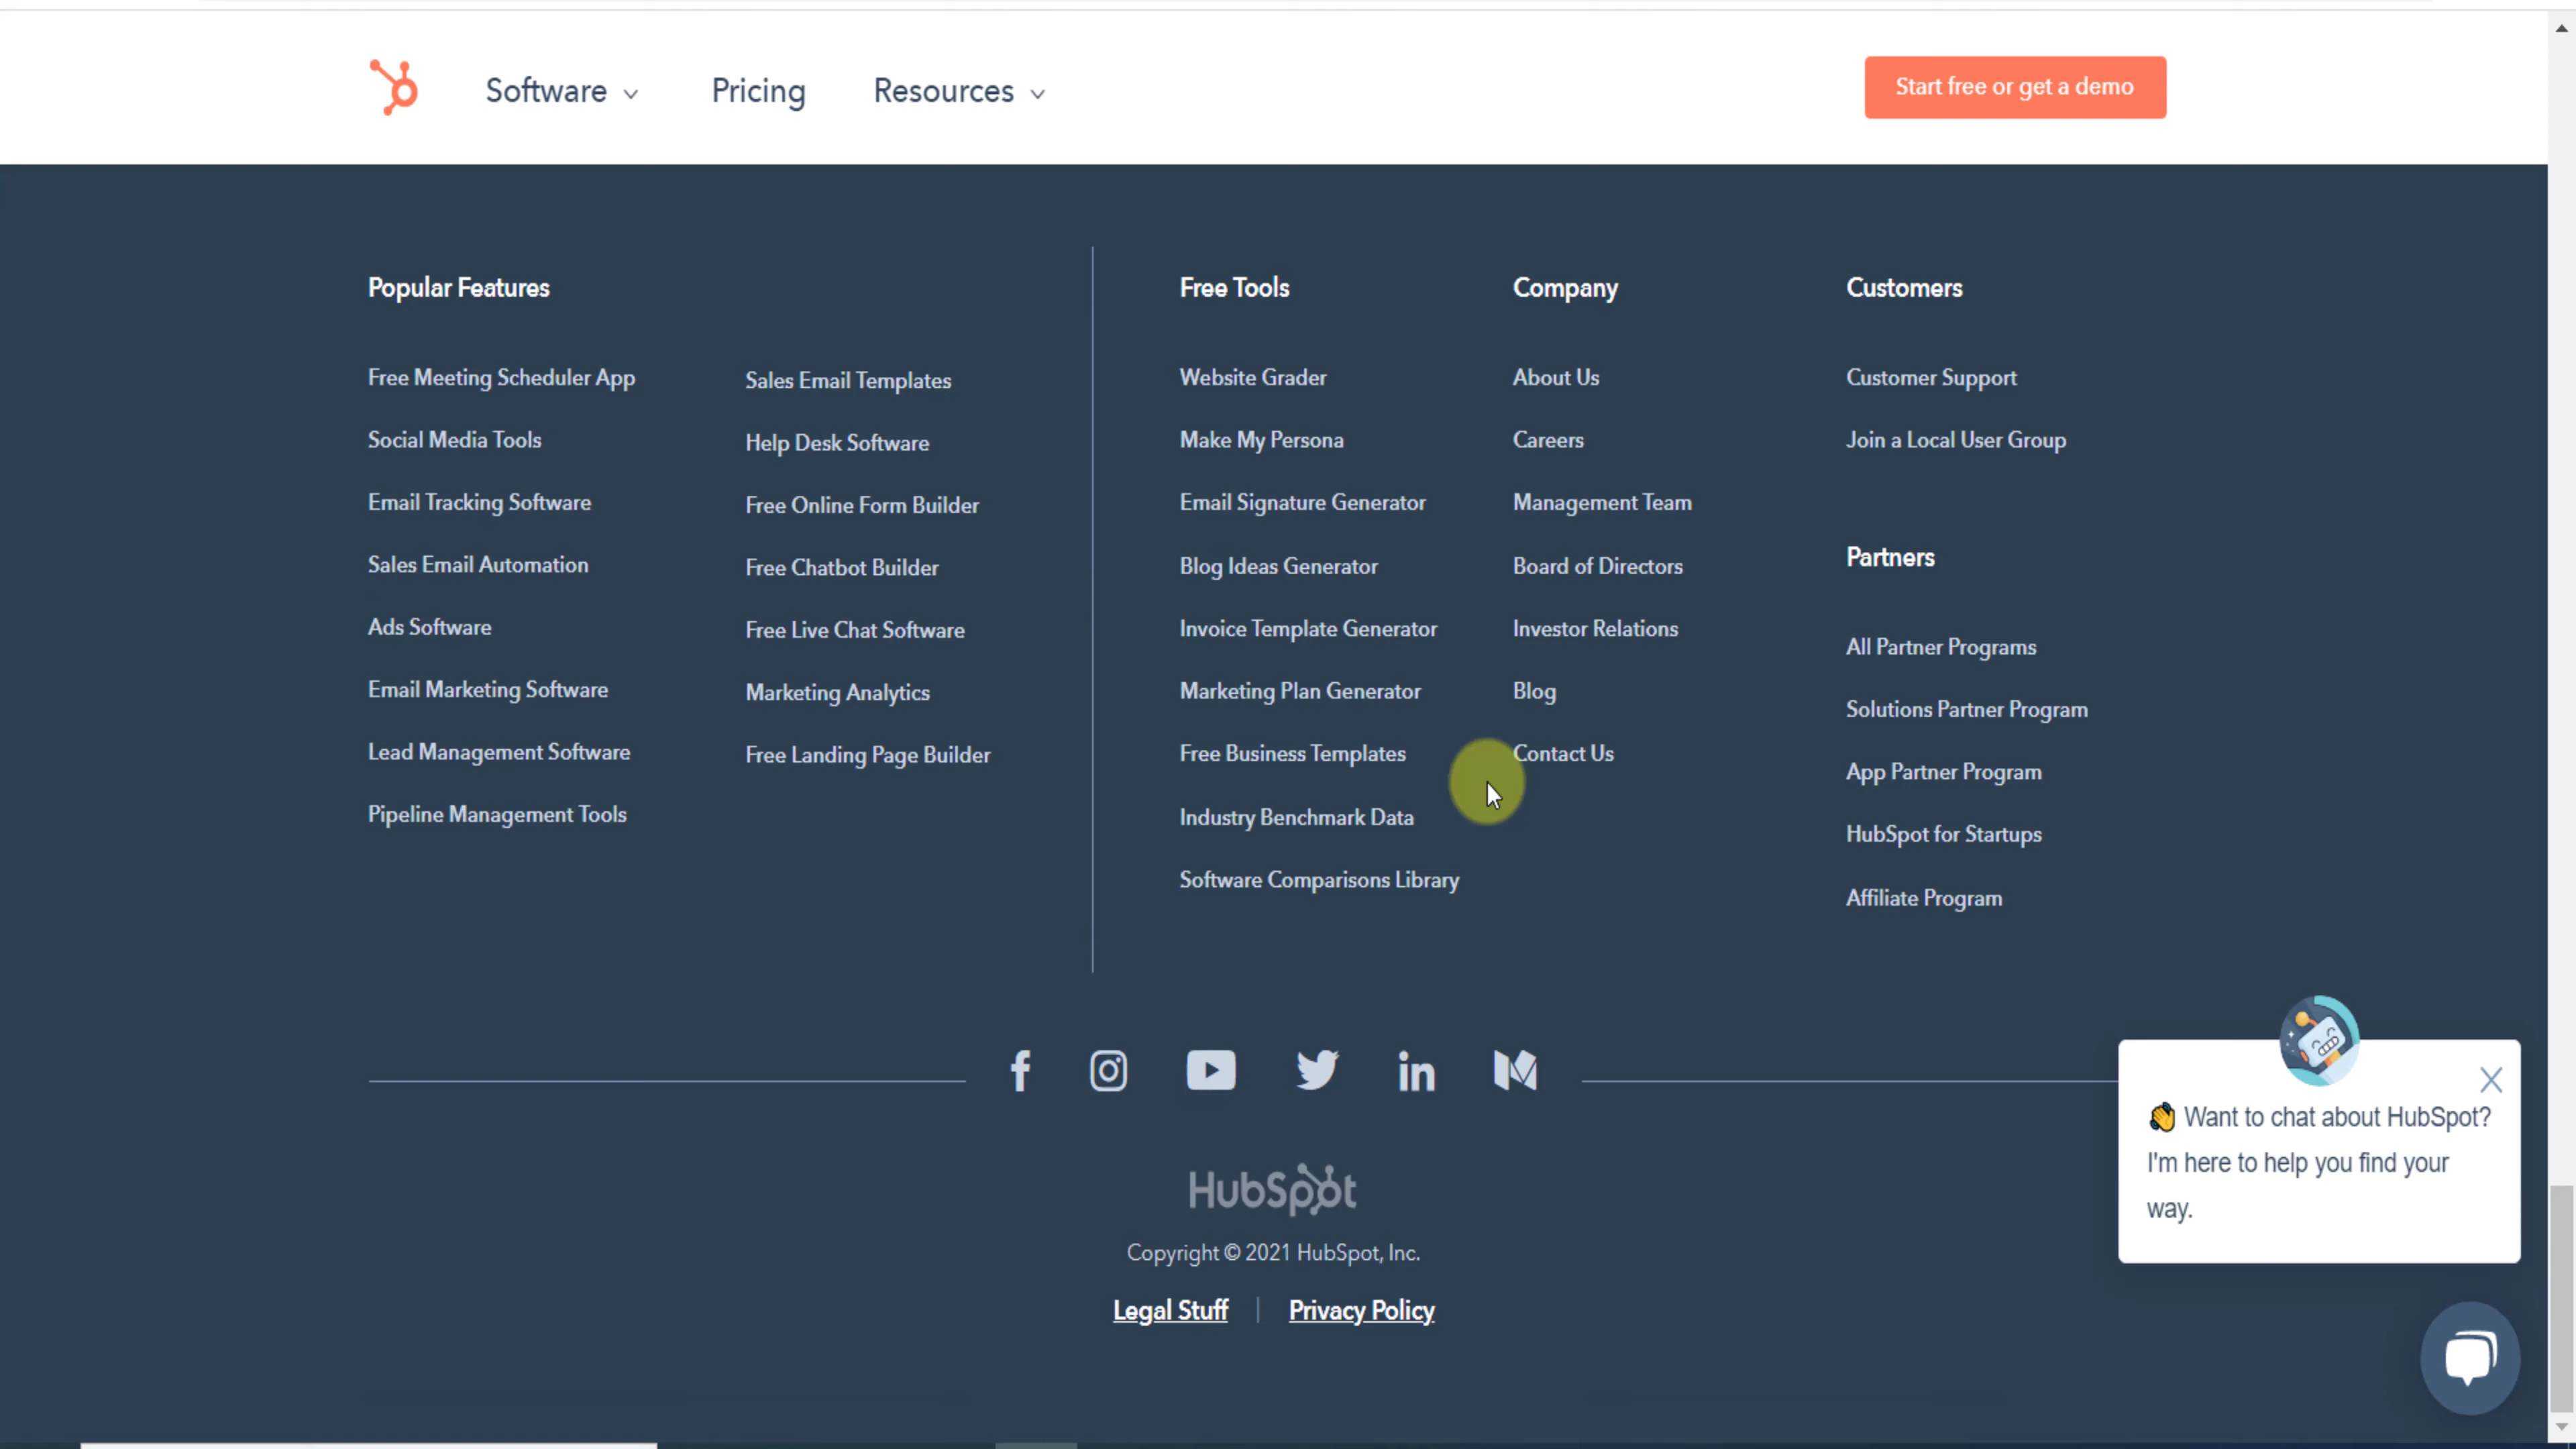 Software
Pricing
Resources
Start free or get a demo
Popular Features
Free Meeting Scheduler App
Social Media Tools
Email Tracking Software
Sales Email Automation
Ads Software
Email Marketing Software
Lead Management Software
Pipeline Management Tools
Sales Email Templates
Help Desk Software
Free Online Form Builder
Free Chatbot Builder
Free Live Chat Software
Marketing Analytics
Free Landing Page Builder
Free Tools
Website Grader
Make My Persona
Email Signature Generator
Blog Ideas Generator
Invoice Template Generator
Marketing Plan Generator
Free Business Templates
Industry Benchmark Data
Software Comparisons Library
Company
About Us
Careers
Management Team
Board of Directors
Investor Relations
Blog
Contact Us
Customers
Customer Support
Join a Local User Group
Partners
All Partner Programs
Solutions Partner Program
App Partner Program
HubSpot for Startups
Affiliate Program
👋 Want to chat about HubSpot?
I'm here to help you find your
way.
HubSpot
Copyright © 2021 HubSpot, Inc.
Legal Stuff | Privacy Policy